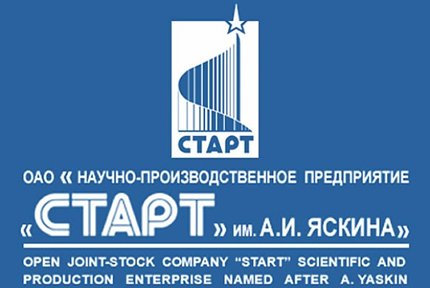 СТАРТ
ОАО « НАУЧНО-ПРОИЗВОДСТВЕННОЕ ПРЕДПРИЯТИЕ
«СТАРТ» ИМ. А.И. ЯСКИНА»
OPEN JOINT-STOCK COMPANY “START” SCIENTIFIC AND
PRODUCTION ENTERPRISE NAMED AFTER A. YASKIN